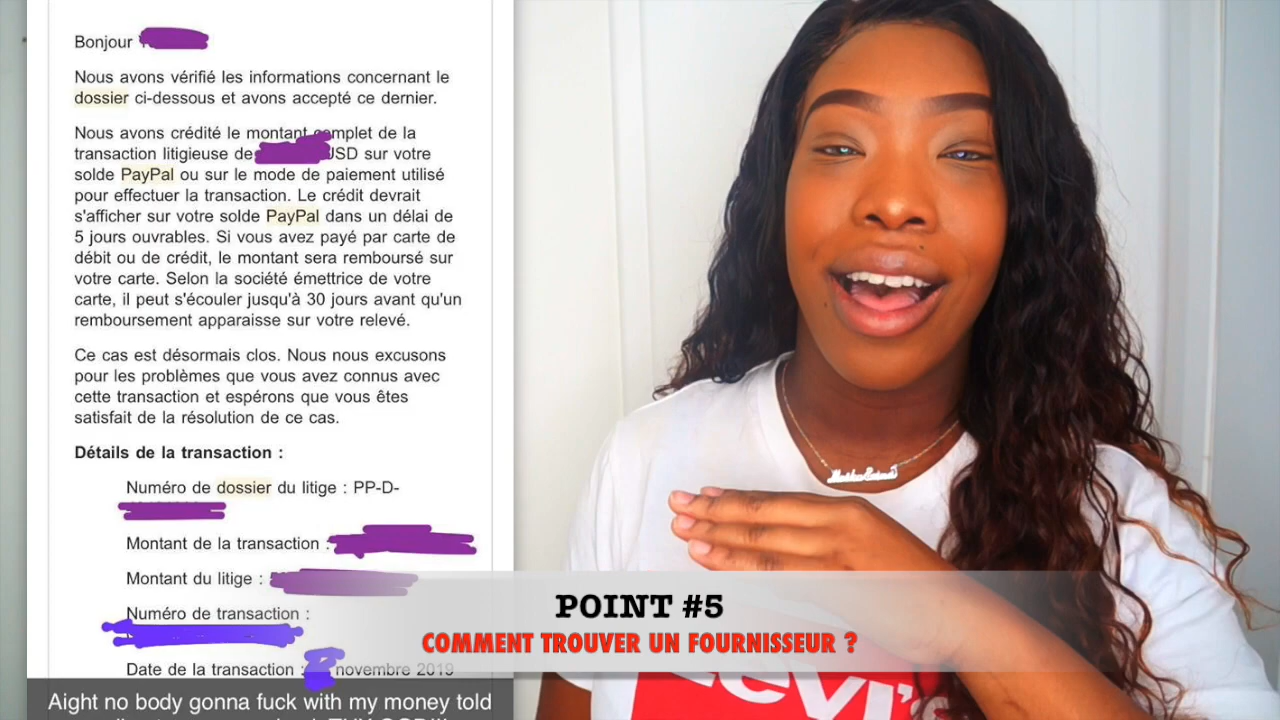 Bonjour
Nous avons vérifié les informations concernant le
dossier ci-dessous et avons accepté ce dernier.
Nous avons crédité le montant complet de la
transaction litigieuse de USD sur votre
solde PayPal ou sur le mode de paiement utilisé
pour effectuer la transaction. Le crédit devrait
s'afficher sur votre solde PayPal dans un délai de
5 jours ouvrables. Si vous avez payé par carte de
débit ou de crédit, le montant sera remboursé sur
votre carte. Selon la société émettrice de votre
carte, il peut s'écouler jusqu'à 30 jours avant qu'un
remboursement apparaisse sur votre relevé.
Ce cas est désormais clos. Nous nous excusons
pour les problèmes que vous avez connus avec
cette transaction et espérons que vous êtes
satisfait de la résolution de ce cas.
Détails de la transaction :
Numéro de dossier du litige : PP-D-
Montant de la transaction :
Montant du litige :
Numéro de transaction :
Date de la transaction : novembre 2019
Aight no body gonna fuck with my money told
POINT #5
COMMENT TROUVER UN FOURNISSEUR ?
Levi's